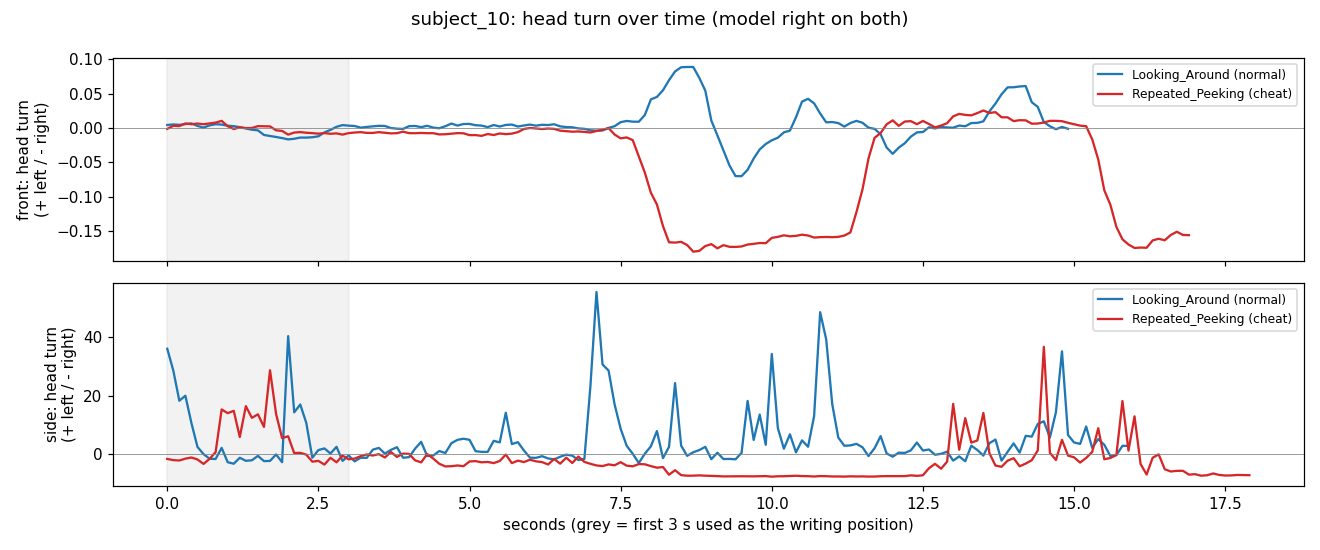 subject_10: head turn over time (model right on both)
front: head turn
(+ left / - right)
0.10
0.05
0.00
−0.05
−0.10
−0.15
Looking_Around (normal)
Repeated_Peeking (cheat)
side: head turn
(+ left / - right)
40
20
0
Looking_Around (normal)
Repeated_Peeking (cheat)
0.0 2.5 5.0 7.5 10.0 12.5 15.0 17.5
seconds (grey = first 3 s used as the writing position)